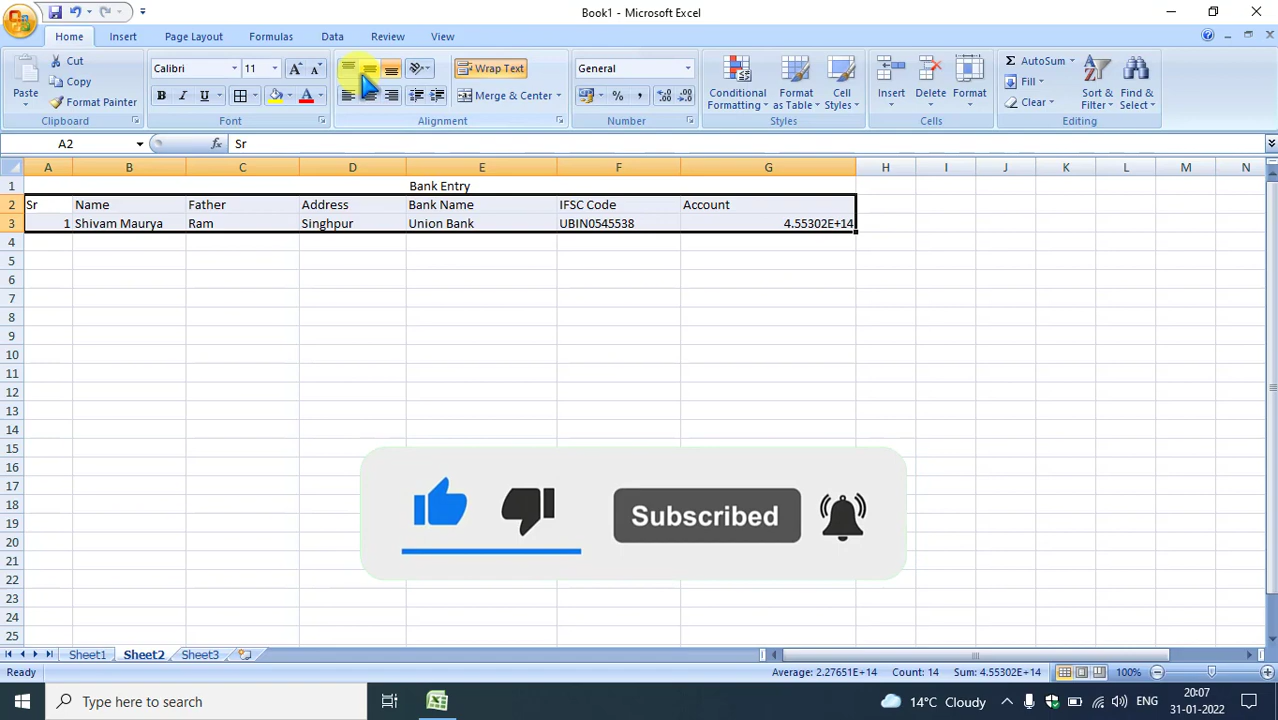 Book1 - Microsoft Excel
Home Insert Page Layout Formulas Data Review View
Cut
Copy
Format Painter
Paste
Clipboard
Calibri 11
B I U A
Font
Wrap Text
Merge & Center
Alignment
General
% ,
Number
Conditional Formatting
Format as Table
Cell Styles
Styles
Insert Delete Format
Cells
Σ AutoSum
Fill
Clear
Sort & Filter
Find & Select
Editing
A2 fx Sr
A B C D E F G H I J K L M N
1 Bank Entry
2 Sr Name Father Address Bank Name IFSC Code Account
3 1 Shivam Maurya Ram Singhpur Union Bank UBIN0545538 4.55302E+14
4
5
6
7
8
9
10
11
12
13
14
15
16
17
18
19
20
21
22
23
24
25
Subscribed
Sheet1 Sheet2 Sheet3
Ready Average: 2.27651E+14 Count: 14 Sum: 4.55302E+14 100%
Type here to search
14°C Cloudy
ENG
20:07
31-01-2022